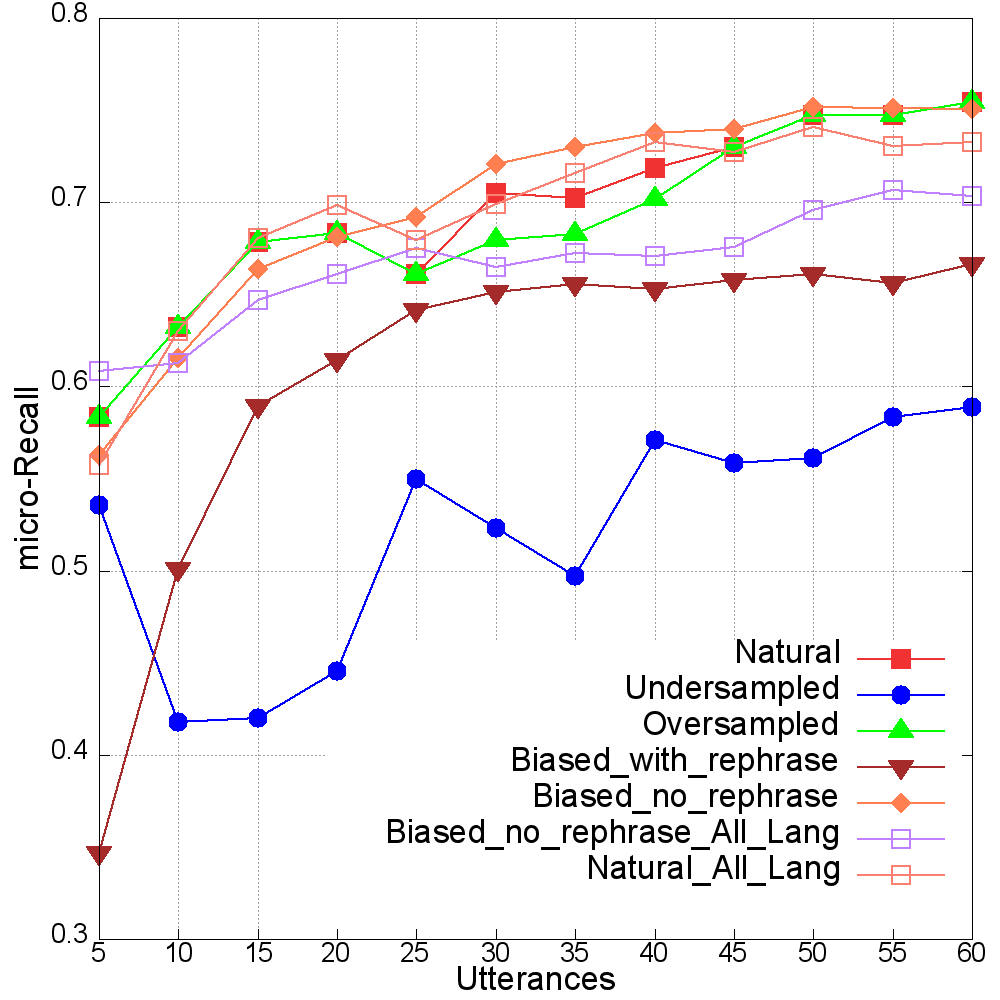 0.8
0.7
0.6
0.5
0.4
0.3
micro-Recall
Natural
Undersampled
Oversampled
Biased_with_rephrase
Biased_no_rephrase
Biased_no_rephrase_All_Lang
Natural_All_Lang
5 10 15 20 25 30 35 40 45 50 55 60
Utterances